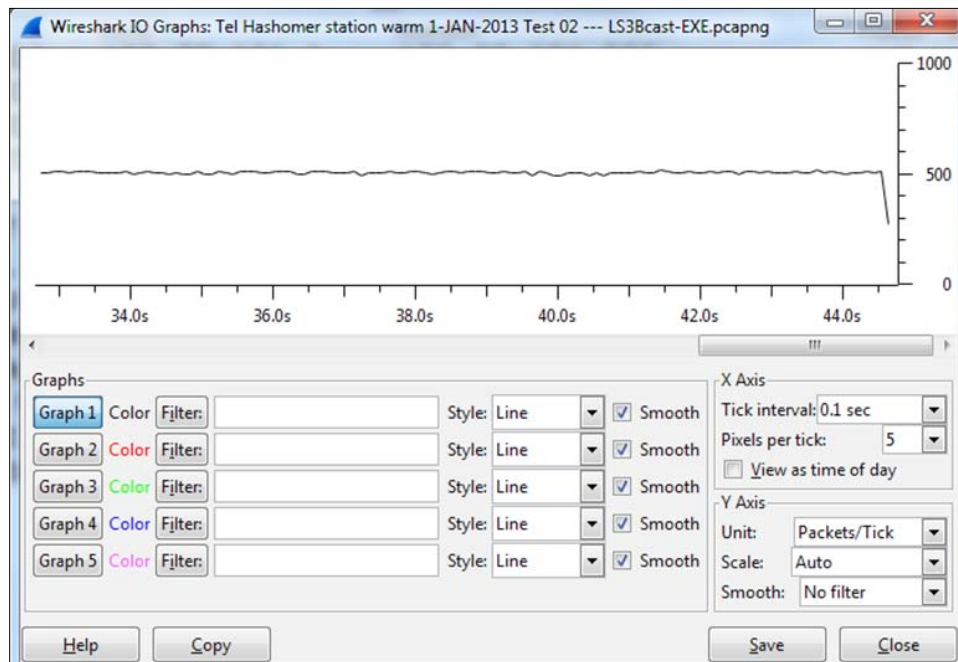 Wireshark IO Graphs: Tel Hashomer station warm 1-JAN-2013 Test 02 --- LS3Bcast-EXE.pcapng
1000
500
0
34.0s 36.0s 38.0s 40.0s 42.0s 44.0s
Graphs
Graph 1 Color Filter: Style: Line Smooth
Graph 2 Color Filter: Style: Line Smooth
Graph 3 Color Filter: Style: Line Smooth
Graph 4 Color Filter: Style: Line Smooth
Graph 5 Color Filter: Style: Line Smooth
X Axis
Tick interval: 0.1 sec
Pixels per tick: 5
View as time of day
Y Axis
Unit: Packets/Tick
Scale: Auto
Smooth: No filter
Help Copy Save Close